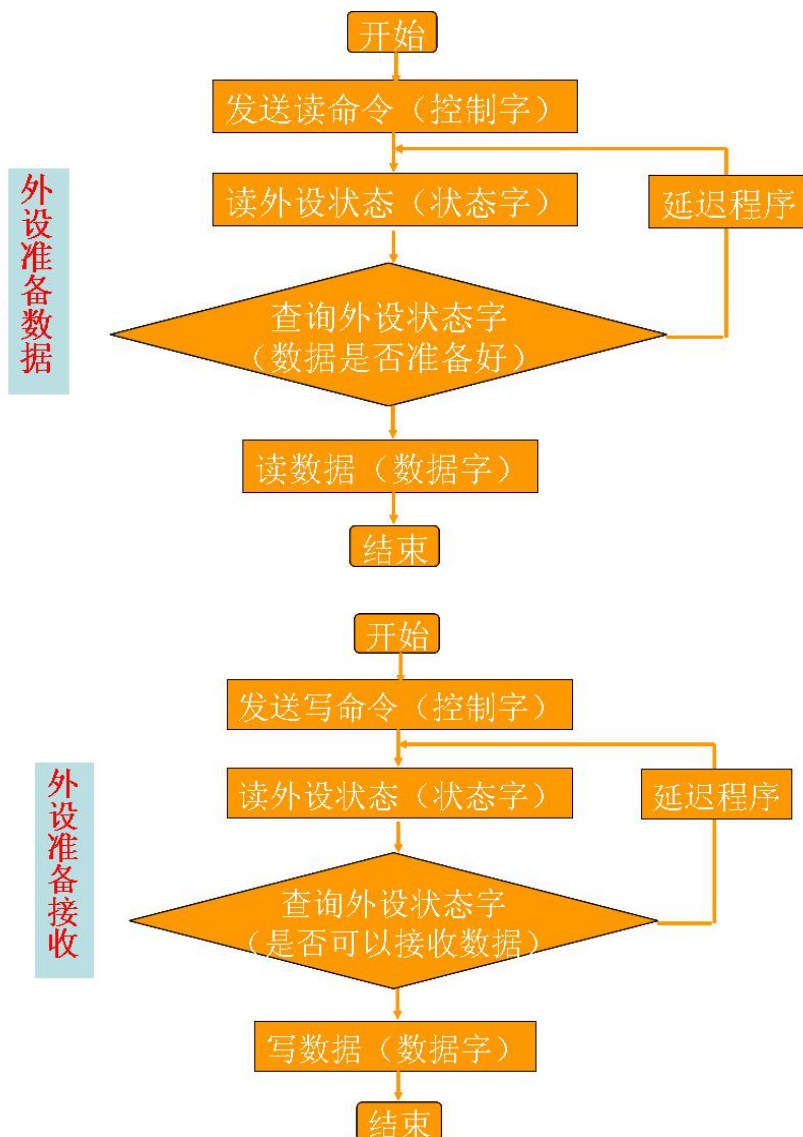 开始
发送读命令（控制字）
外设准备数据
读外设状态（状态字）
延迟程序
查询外设状态字
（数据是否准备好）
读数据（数据字）
结束
开始
发送写命令（控制字）
外设准备接收
读外设状态（状态字）
延迟程序
查询外设状态字
（是否可以接收数据）
写数据（数据字）
结束